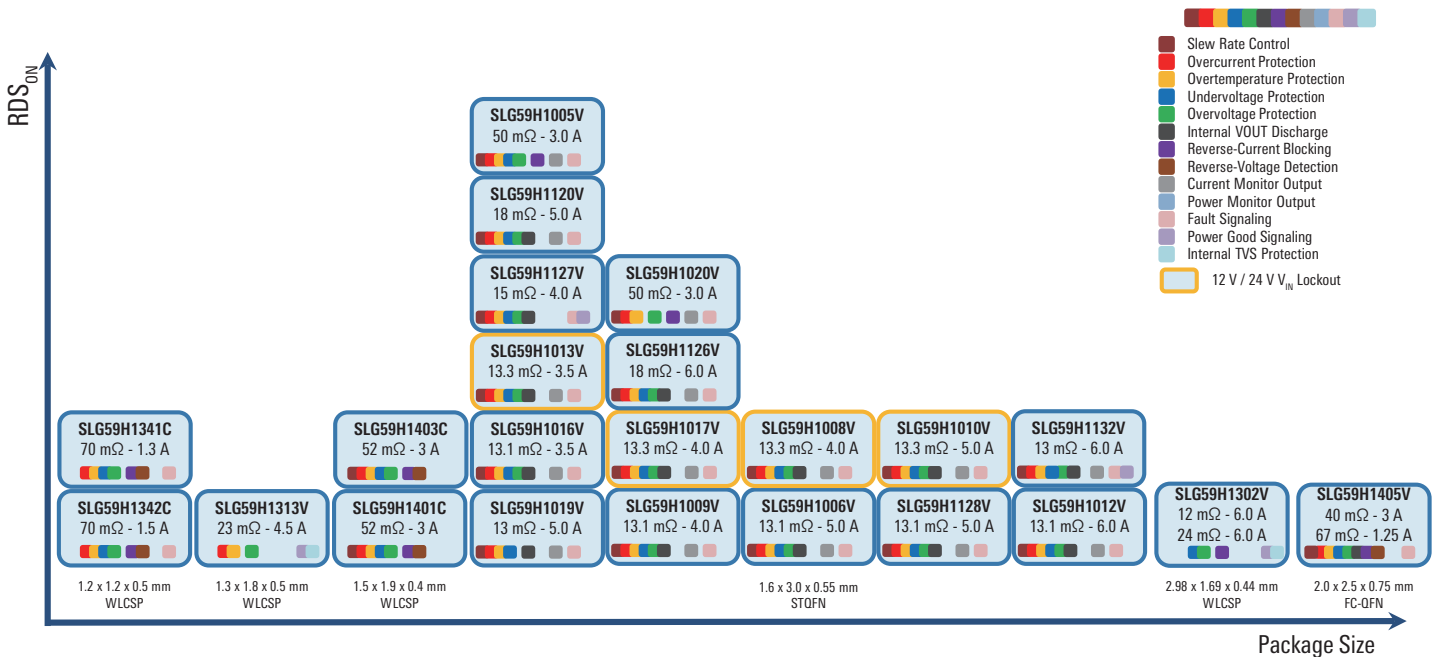 RDS_ON
Slew Rate Control
Overcurrent Protection
Overtemperature Protection
Undervoltage Protection
Overvoltage Protection
Internal VOUT Discharge
Reverse-Current Blocking
Reverse-Voltage Detection
Current Monitor Output
Power Monitor Output
Fault Signaling
Power Good Signaling
Internal TVS Protection
12 V / 24 V V_IN Lockout
SLG59H1005V
50 mΩ - 3.0 A
SLG59H1120V
18 mΩ - 5.0 A
SLG59H1127V
15 mΩ - 4.0 A
SLG59H1020V
50 mΩ - 3.0 A
SLG59H1013V
13.3 mΩ - 3.5 A
SLG59H1126V
18 mΩ - 6.0 A
SLG59H1341C
70 mΩ - 1.3 A
SLG59H1403C
52 mΩ - 3 A
SLG59H1016V
13.1 mΩ - 3.5 A
SLG59H1017V
13.3 mΩ - 4.0 A
SLG59H1008V
13.3 mΩ - 4.0 A
SLG59H1010V
13.3 mΩ - 5.0 A
SLG59H1132V
13 mΩ - 6.0 A
SLG59H1342C
70 mΩ - 1.5 A
SLG59H1313V
23 mΩ - 4.5 A
SLG59H1401C
52 mΩ - 3 A
SLG59H1019V
13 mΩ - 5.0 A
SLG59H1009V
13.1 mΩ - 4.0 A
SLG59H1006V
13.1 mΩ - 5.0 A
SLG59H1128V
13.1 mΩ - 5.0 A
SLG59H1012V
13.1 mΩ - 6.0 A
SLG59H1302V
12 mΩ - 6.0 A
24 mΩ - 6.0 A
SLG59H1405V
40 mΩ - 3 A
67 mΩ - 1.25 A
1.2 x 1.2 x 0.5 mm
WLCSP
1.3 x 1.8 x 0.5 mm
WLCSP
1.5 x 1.9 x 0.4 mm
WLCSP
1.6 x 3.0 x 0.55 mm
STQFN
2.98 x 1.69 x 0.44 mm
WLCSP
2.0 x 2.5 x 0.75 mm
FC-QFN
Package Size